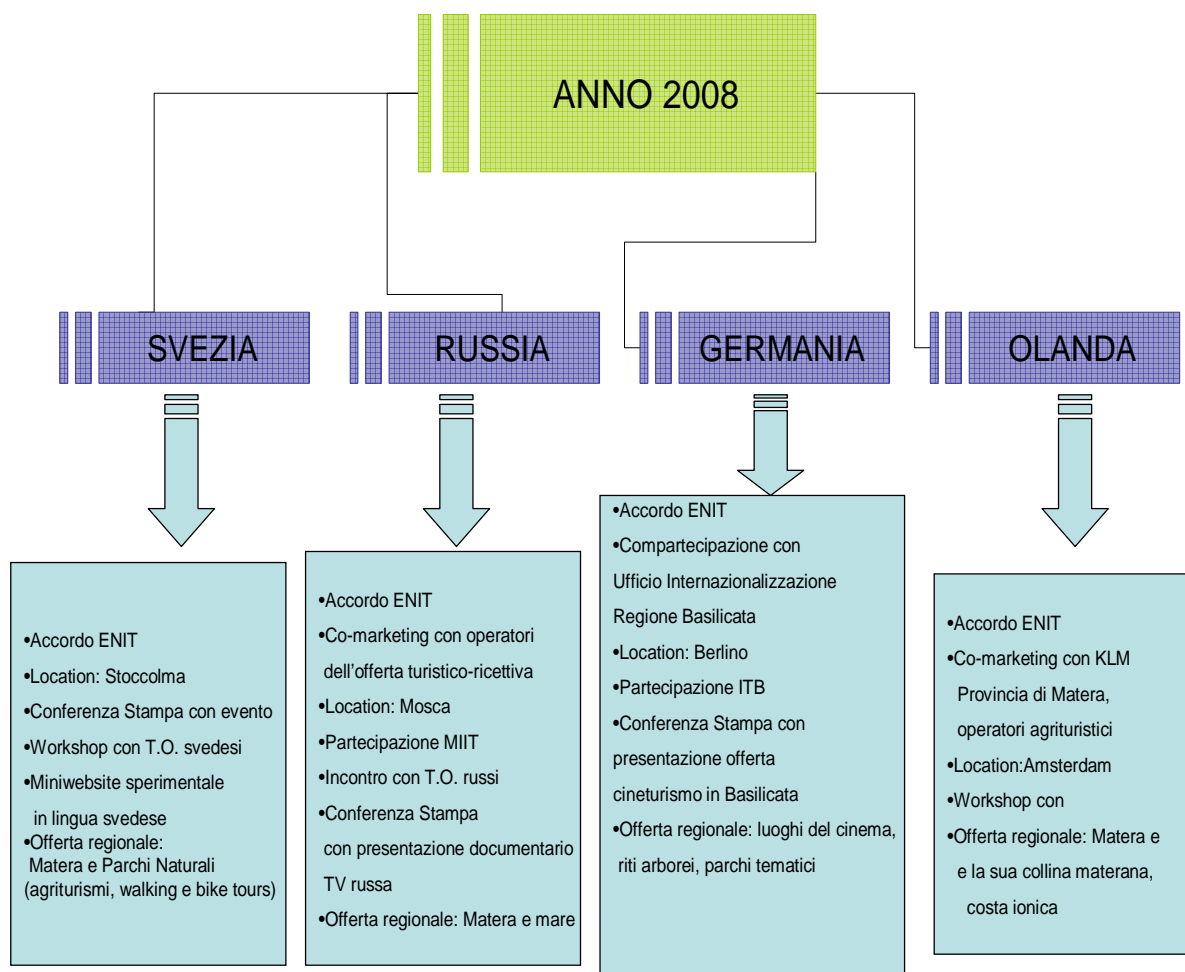 ANNO 2008
SVEZIA
RUSSIA
GERMANIA
OLANDA
•Accordo ENIT
•Location: Stoccolma
•Conferenza Stampa con evento
•Workshop con T.O. svedesi
•Miniwebsite sperimentale
in lingua svedese
•Offerta regionale:
Matera e Parchi Naturali
(agriturismi, walking e bike tours)
•Accordo ENIT
•Co-marketing con operatori
dell’offerta turistico-ricettiva
•Location: Mosca
•Partecipazione MIIT
•Incontro con T.O. russi
•Conferenza Stampa
con presentazione documentario
TV russa
•Offerta regionale: Matera e mare
•Accordo ENIT
•Compartecipazione con
Ufficio Internazionalizzazione
Regione Basilicata
•Location: Berlino
•Partecipazione ITB
•Conferenza Stampa con
presentazione offerta
cineturismo in Basilicata
•Offerta regionale: luoghi del cinema,
riti arborei, parchi tematici
•Accordo ENIT
•Co-marketing con KLM
Provincia di Matera,
operatori agrituristici
•Location:Amsterdam
•Workshop con
•Offerta regionale: Matera e
e la sua collina materana,
costa ionica